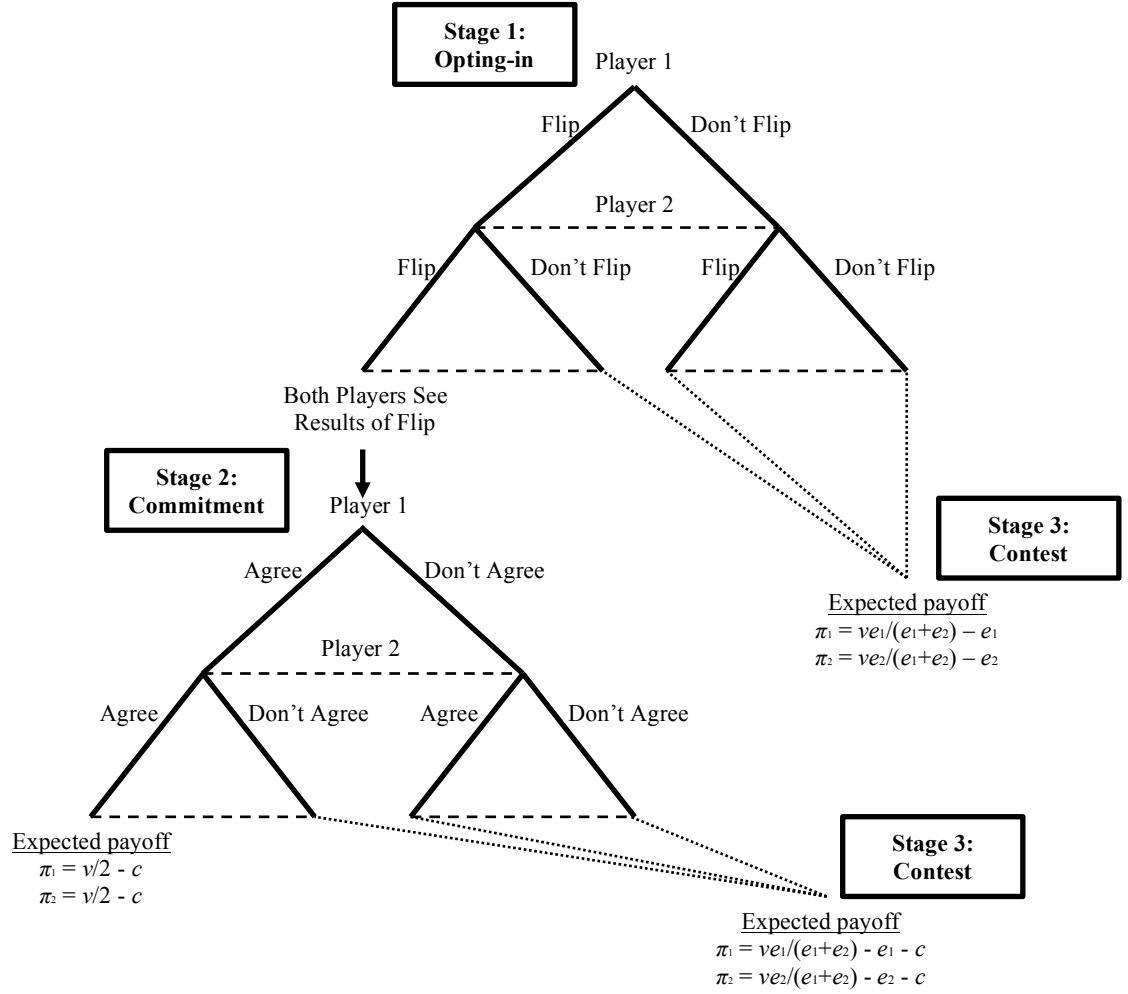 Stage 1:
Opting-in
Player 1
Flip
Don’t Flip
Player 2
Flip
Don’t Flip
Flip
Don’t Flip
Both Players See
Results of Flip
Stage 2:
Commitment
Player 1
Agree
Don’t Agree
Player 2
Agree
Don’t Agree
Agree
Don’t Agree
Stage 3:
Contest
Expected payoff
π₁ = ve₁/(e₁+e₂) – e₁
π₂ = ve₂/(e₁+e₂) – e₂
Expected payoff
π₁ = v/2 - c
π₂ = v/2 - c
Stage 3:
Contest
Expected payoff
π₁ = ve₁/(e₁+e₂) - e₁ - c
π₂ = ve₂/(e₁+e₂) - e₂ - c